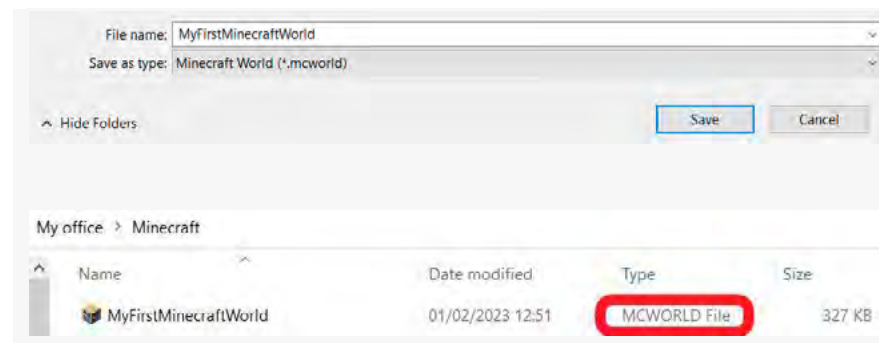 File name: MyFirstMinecraftWorld
Save as type: Minecraft World (*.mcworld)
Hide Folders Save Cancel
My office > Minecraft
Name Date modified Type Size
MyFirstMinecraftWorld 01/02/2023 12:51 MCWORLD File 327 KB